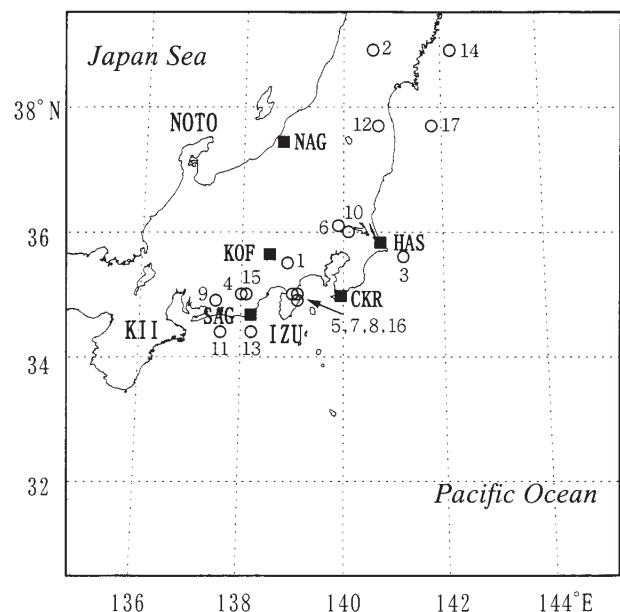 2 14
Japan Sea
38°N
12 17
NOTO
NAG
10
6 HAS
36
KOF 1
3
4 15
9 CKR
SAG
KII IZU 5,7,8,16
11 13
34
32
Pacific Ocean
136 138 140 142 144°E